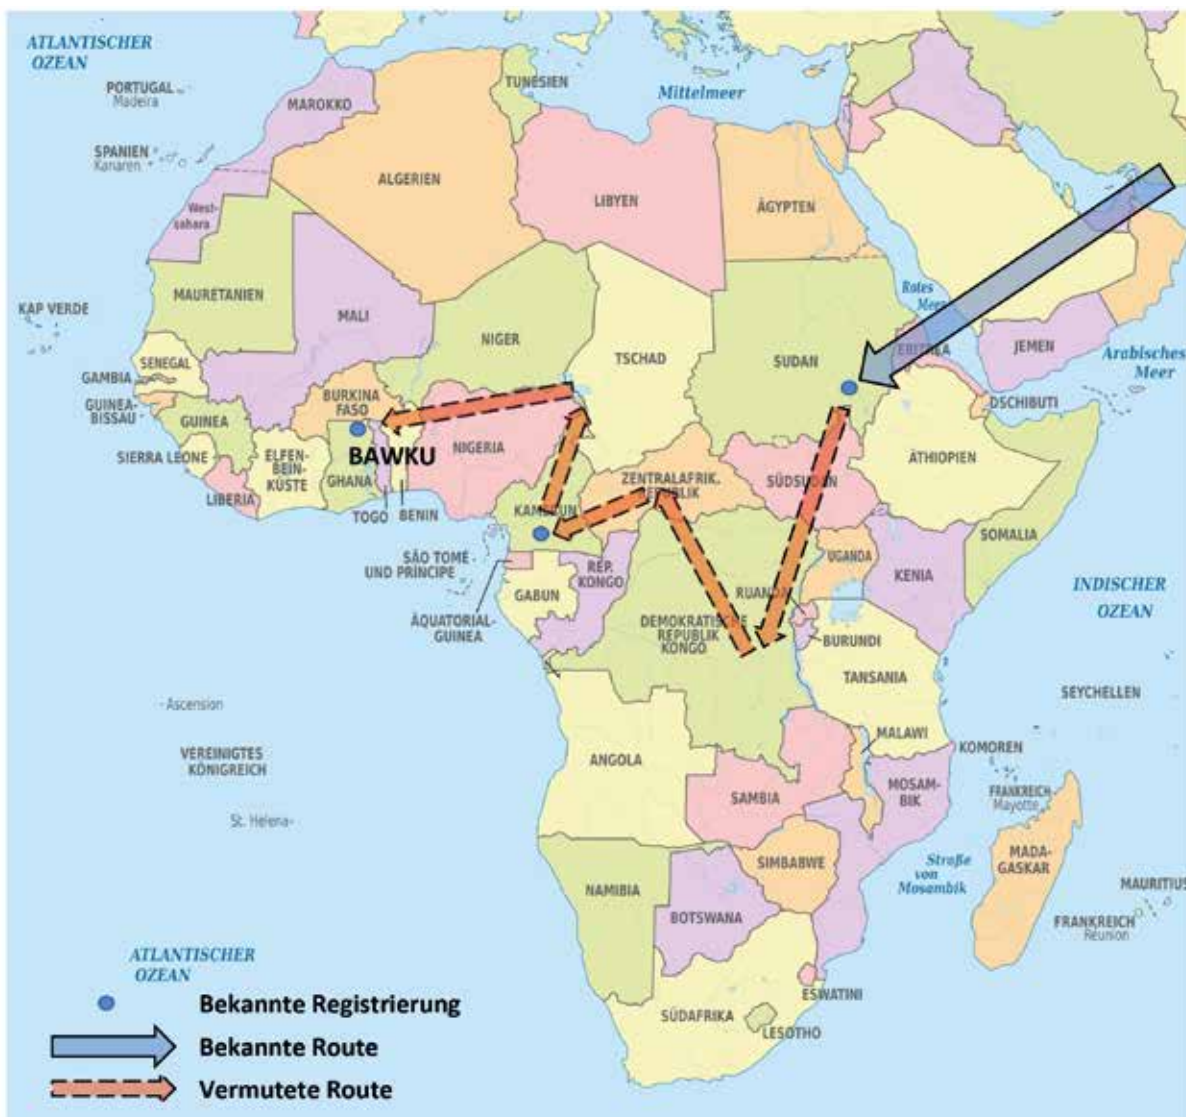 ATLANTISCHER
OZEAN
PORTUGAL
Madeira
SPANIEN
Kanaren
MAROKKO
TUNESIEN
Mittelmeer
West-
sahara
ALGERIEN
LIBYEN
ÄGYPTEN
MAURETANIEN
MALI
NIGER
TSCHAD
SUDAN
Rotes
Meer
ERITREA
JEMEN
Arabisches
Meer
KAP VERDE
SENEGAL
GAMBIA
GUINEA-
BISSAU
GUINEA
SIERRA LEONE
LIBERIA
ELFEN-
BEIN-
KÜSTE
BURKINA
FASO
BAWKU
GHANA
TOGO
BENIN
NIGERIA
KAMERUN
ZENTRALAFRIK.
REPUBLIK
SÜDSUDAN
ÄTHIOPIEN
DSCHIBUTI
SOMALIA
SÃO TOMÉ
UND PRÍNCIPE
ÄQUATORIAL-
GUINEA
GABUN
REP.
KONGO
DEMOKRATISCHE
REPUBLIK
KONGO
UGANDA
RUANDA
BURUNDI
KENIA
TANSANIA
INDISCHER
OZEAN
SEYCHELLEN
Ascension
VEREINIGTES
KÖNIGREICH
St. Helena
ANGOLA
SAMBIA
MALAWI
MOSAM-
BIK
KOMOREN
FRANKREICH
Mayotte
MADA-
GASKAR
Straße
von
Mosambik
MAURITIUS
FRANKREICH
Réunion
SIMBABWE
NAMIBIA
BOTSWANA
SÜDAFRIKA
ESWATINI
LESOTHO
ATLANTISCHER
OZEAN
Bekannte Registrierung
Bekannte Route
Vermutete Route